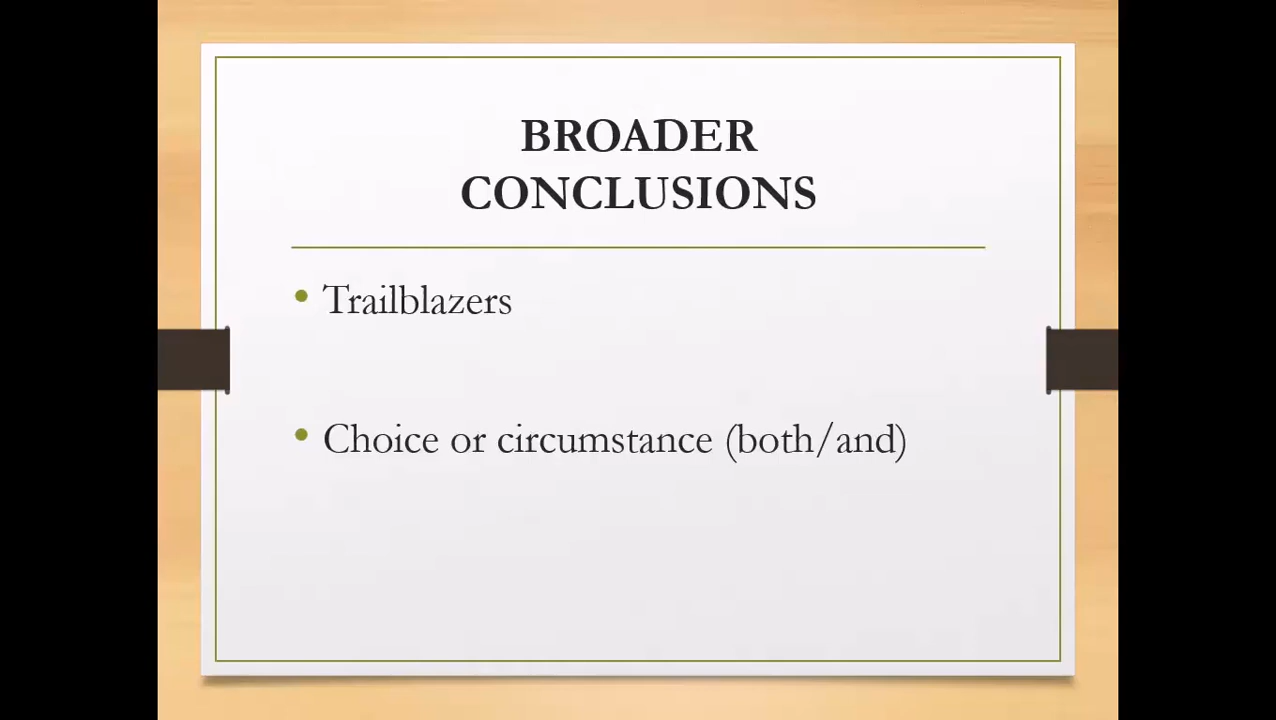 BROADER
CONCLUSIONS
• Trailblazers
• Choice or circumstance (both/and)